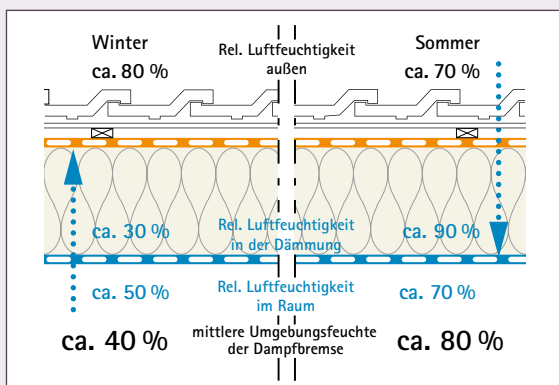 Winter
Rel. Luftfeuchtigkeit
außen
Sommer
ca. 80 %
ca. 70 %
ca. 30 %
Rel. Luftfeuchtigkeit
in der Dämmung
ca. 90 %
ca. 50 %
Rel. Luftfeuchtigkeit
im Raum
ca. 70 %
ca. 40 %
mittlere Umgebungsfeuchte
der Dampfbremse
ca. 80 %